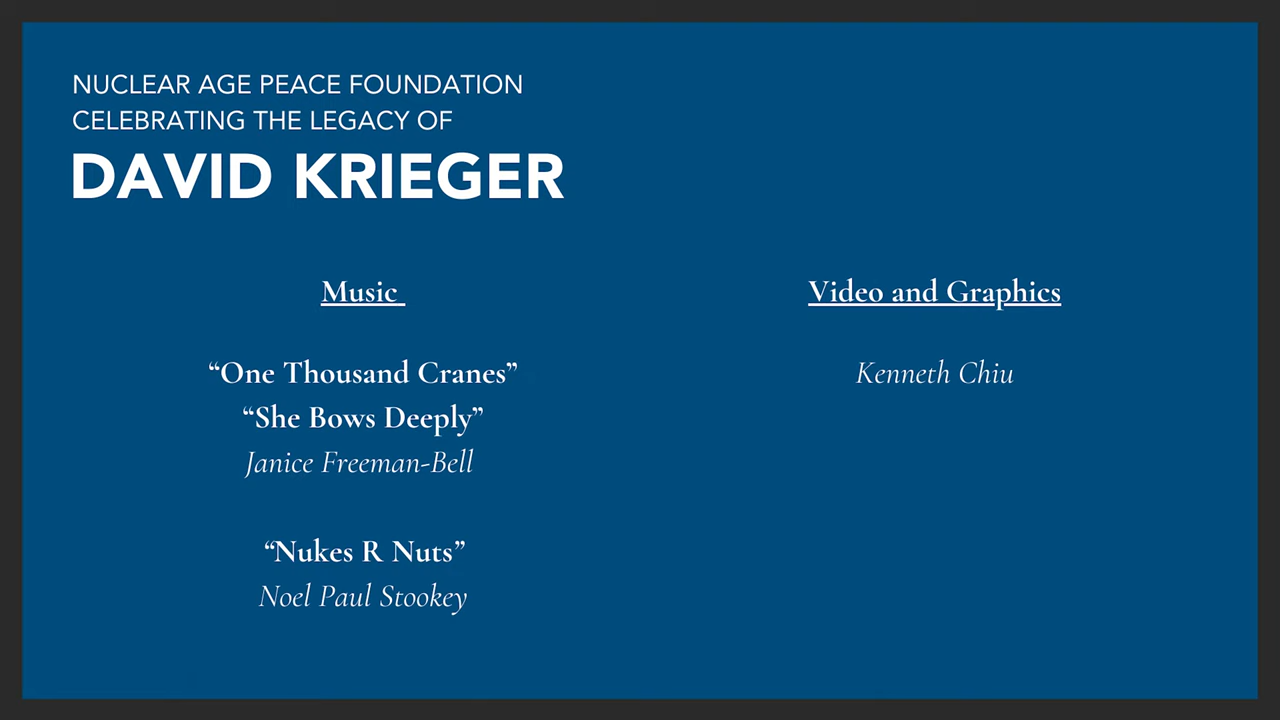 NUCLEAR AGE PEACE FOUNDATION
CELEBRATING THE LEGACY OF
DAVID KRIEGER
Music
“One Thousand Cranes”
“She Bows Deeply”
Janice Freeman-Bell
“Nukes R Nuts”
Noel Paul Stookey
Video and Graphics
Kenneth Chiu